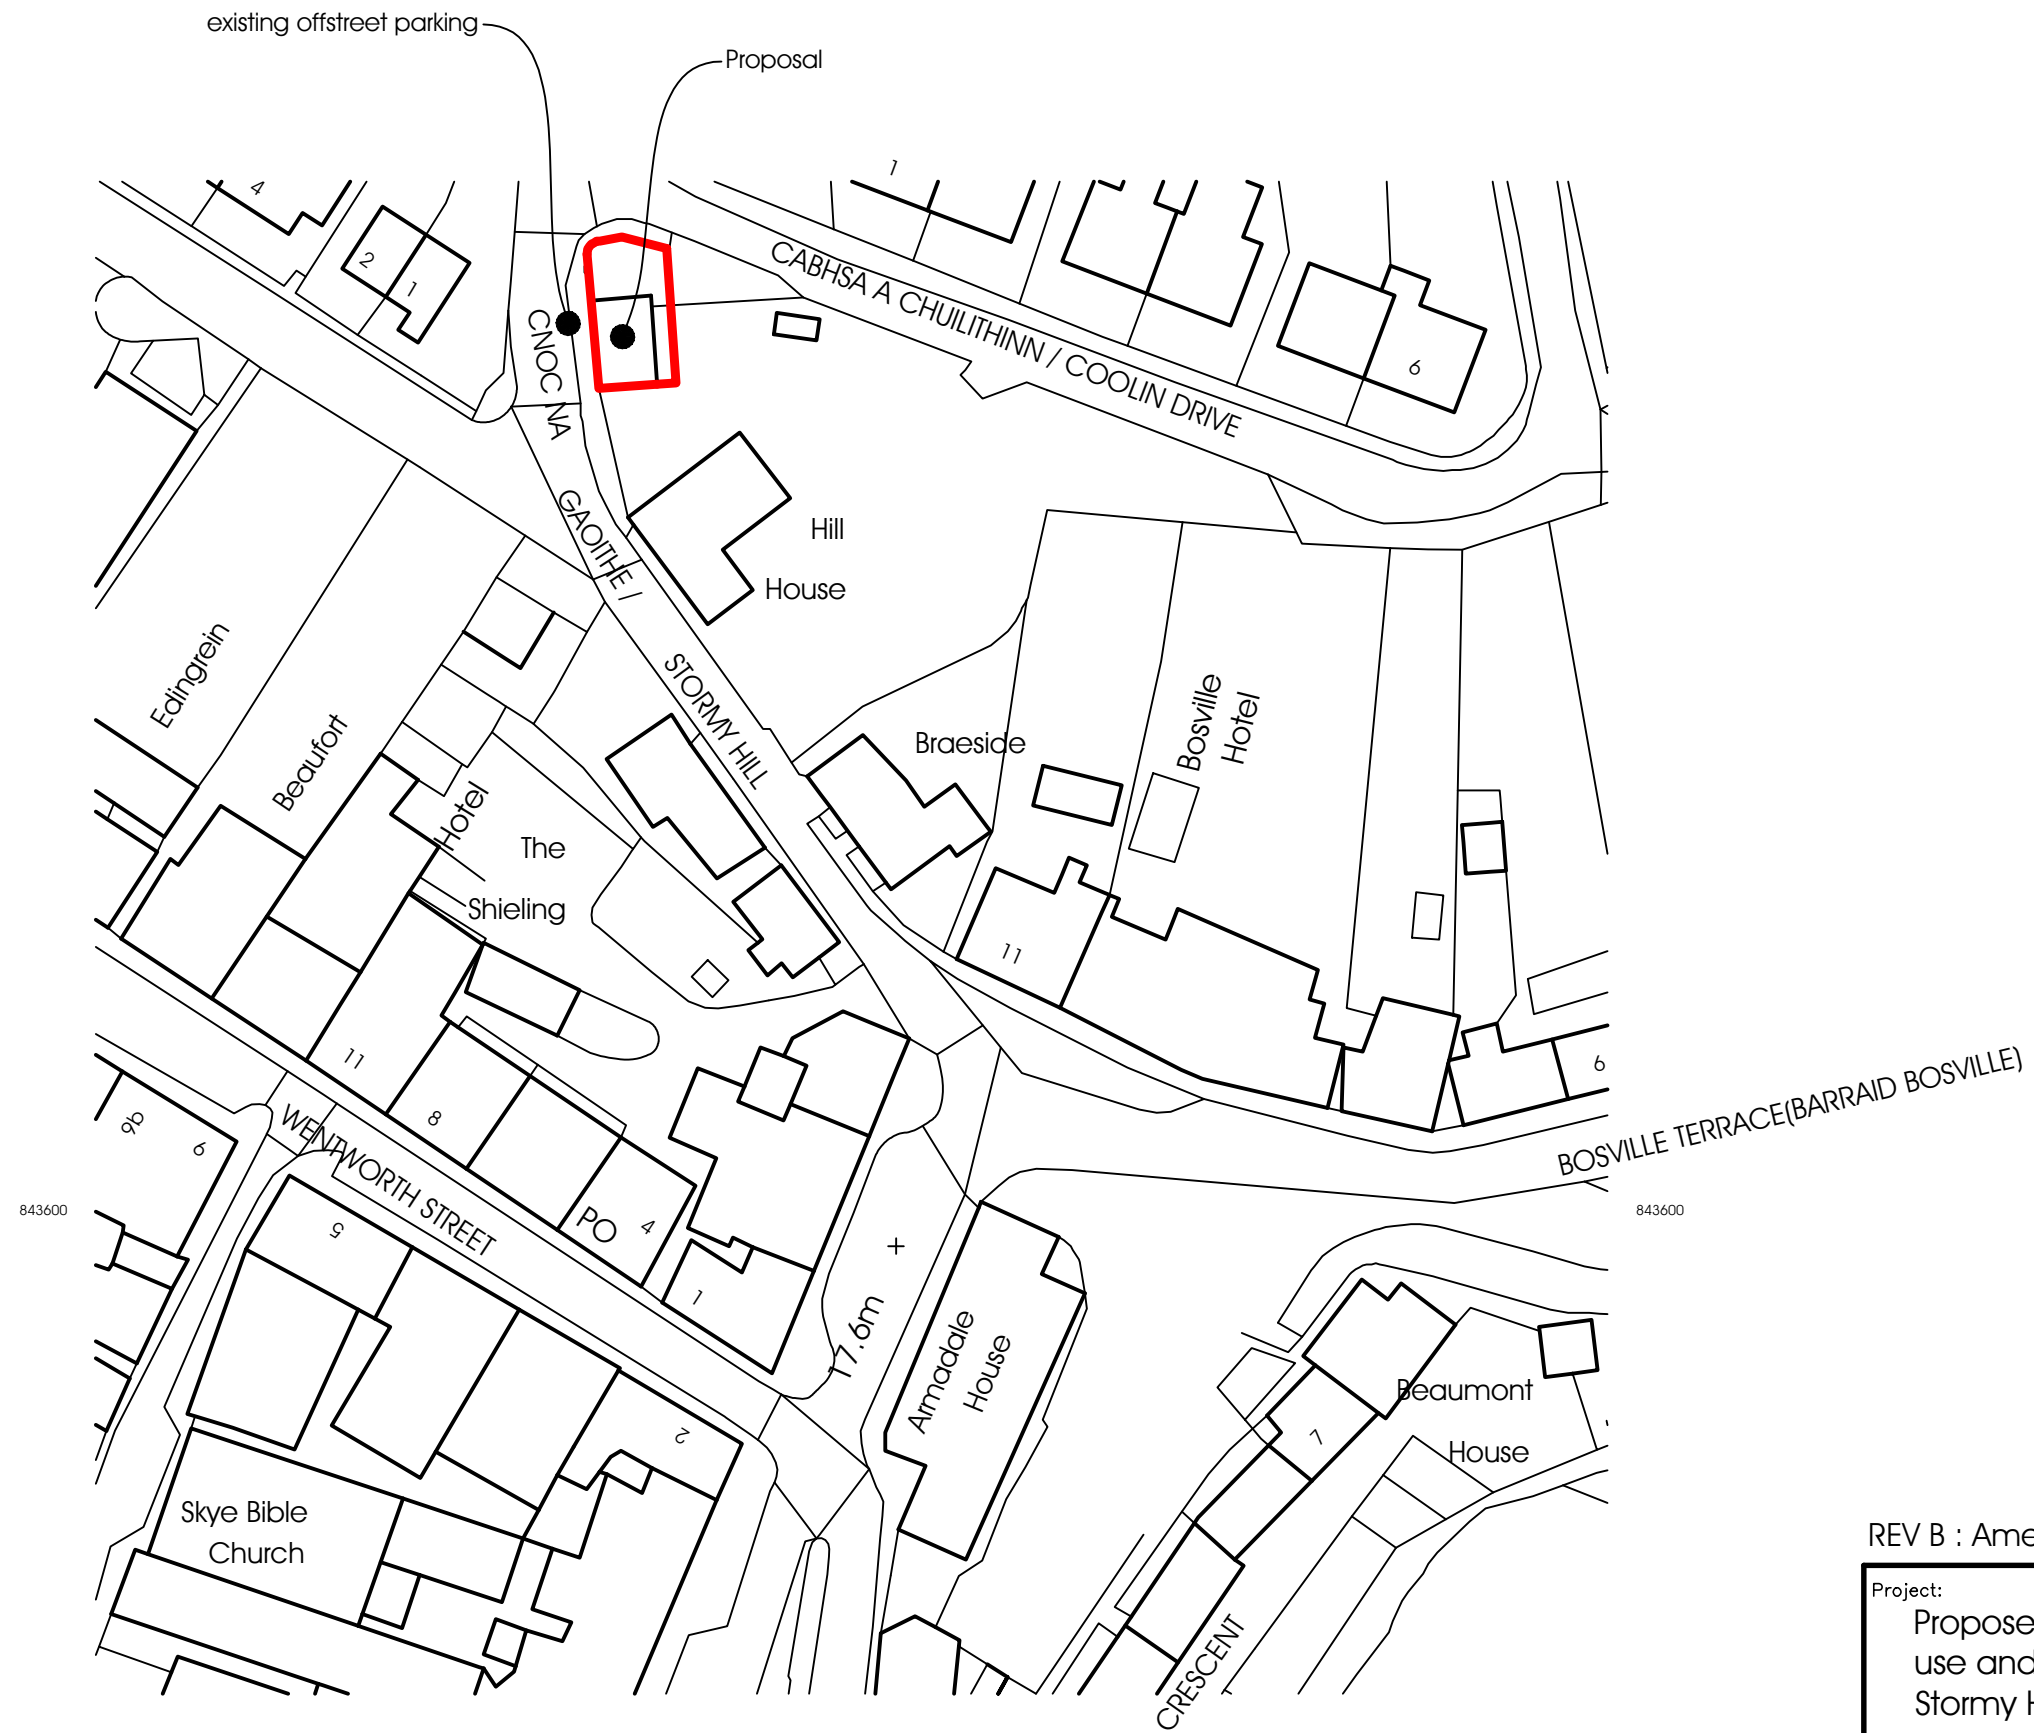 existing offstreet parking
Proposal
4
2
1
1
CABHSA A CHUILITHINN / COOLIN DRIVE
6
CNOC NA
GAOITHE /
STORMY HILL
Hill
House
Edingrein
Beaufort
Hotel
The
Shieling
Braeside
Bosville
Hotel
11
6
BOSVILLE TERRACE(BARRAID BOSVILLE)
11
8
PO
4
1
9b
9
WENTWORTH STREET
843600
843600
5
2
17.6m
Armadale
House
Beaumont
House
7
Skye Bible
Church
CRESCENT
REV B : Ame
Project:
Propose
use and
Stormy H